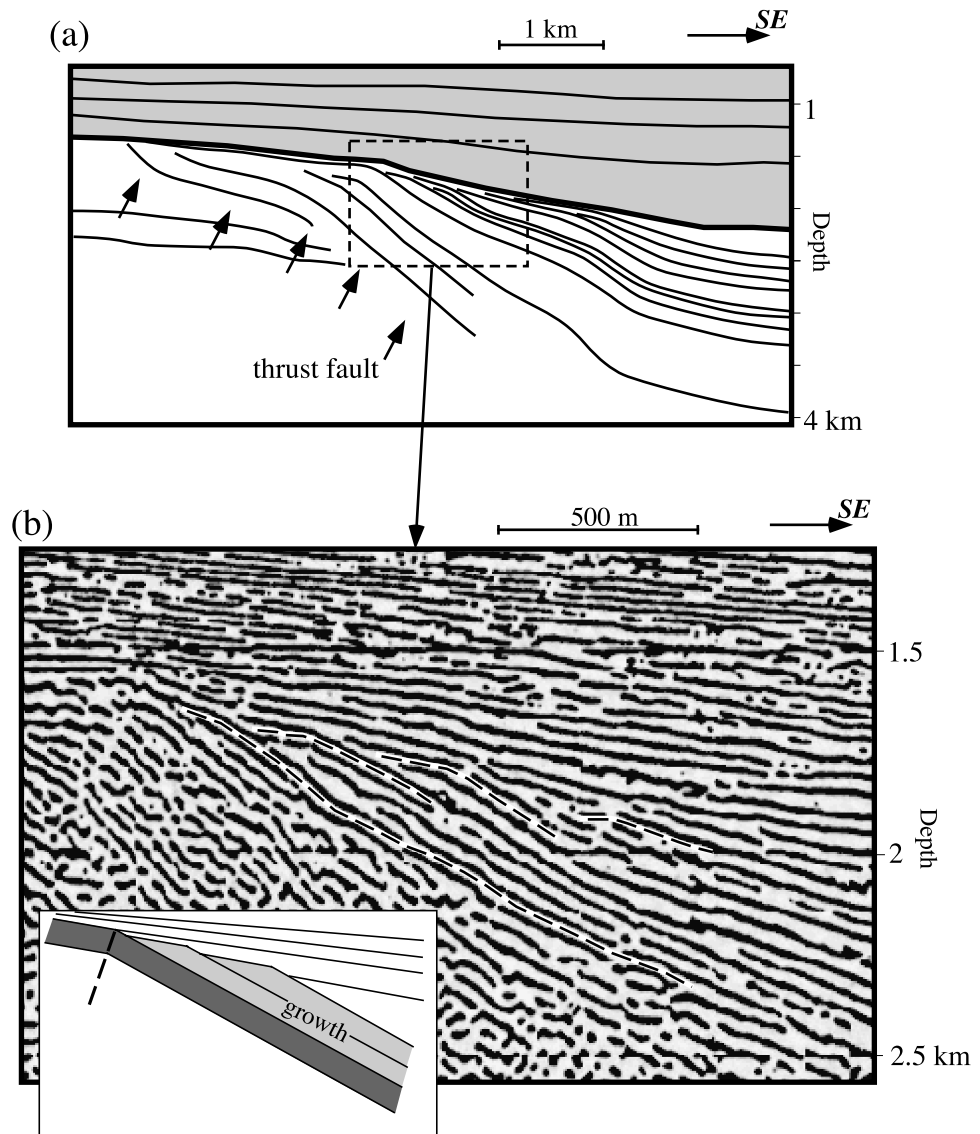 (a)
1 km
SE
1
Depth
thrust fault
4 km
(b)
500 m
SE
1.5
Depth
2
growth
2.5 km